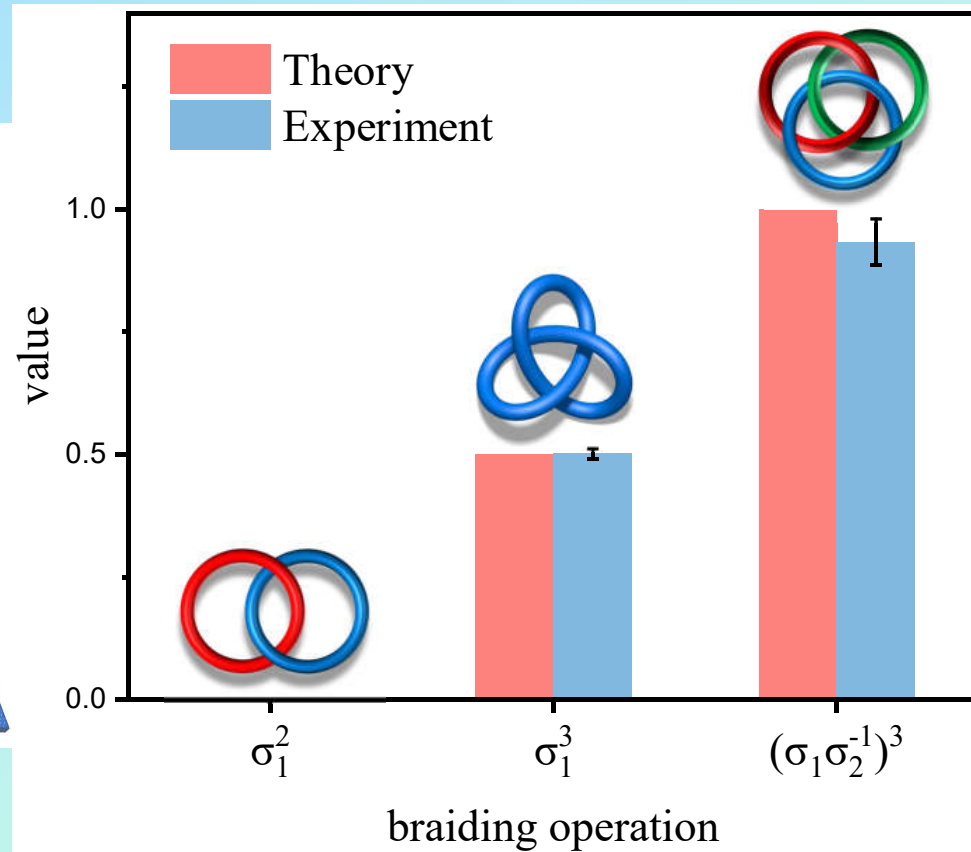 Theory
Experiment
1.0
0.5
0.0
value
σ₁² σ₁³ (σ₁σ₂⁻¹)³
braiding operation